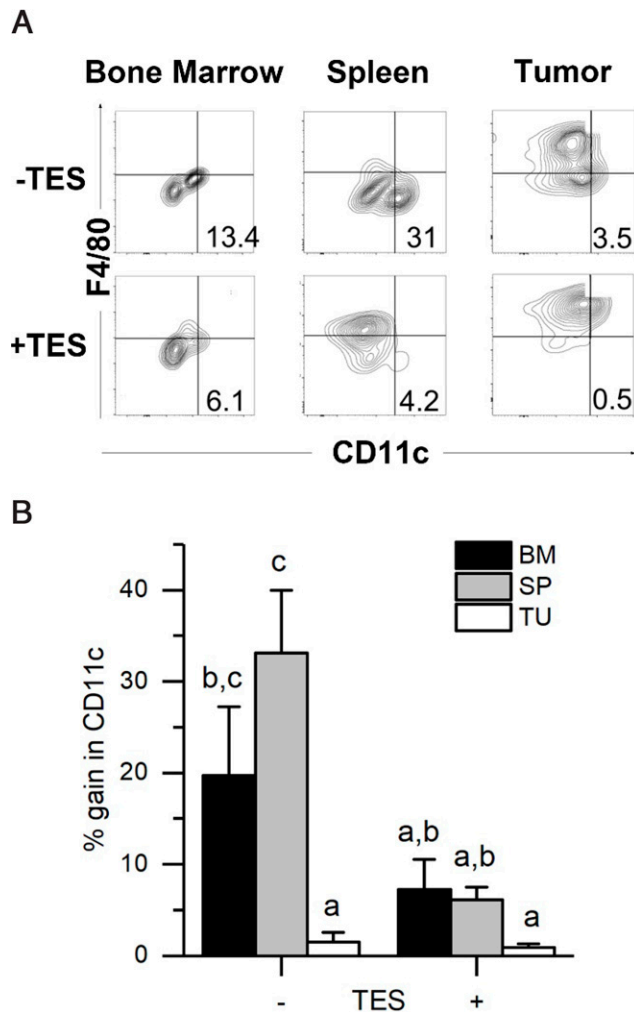 A
Bone Marrow Spleen Tumor
-TES
13.4 31 3.5
F4/80
+TES
6.1 4.2 0.5
CD11c
B
BM
SP
TU
% gain in CD11c
40
30
20
10
0
c
b,c
a
a,b a,b
a
- TES +